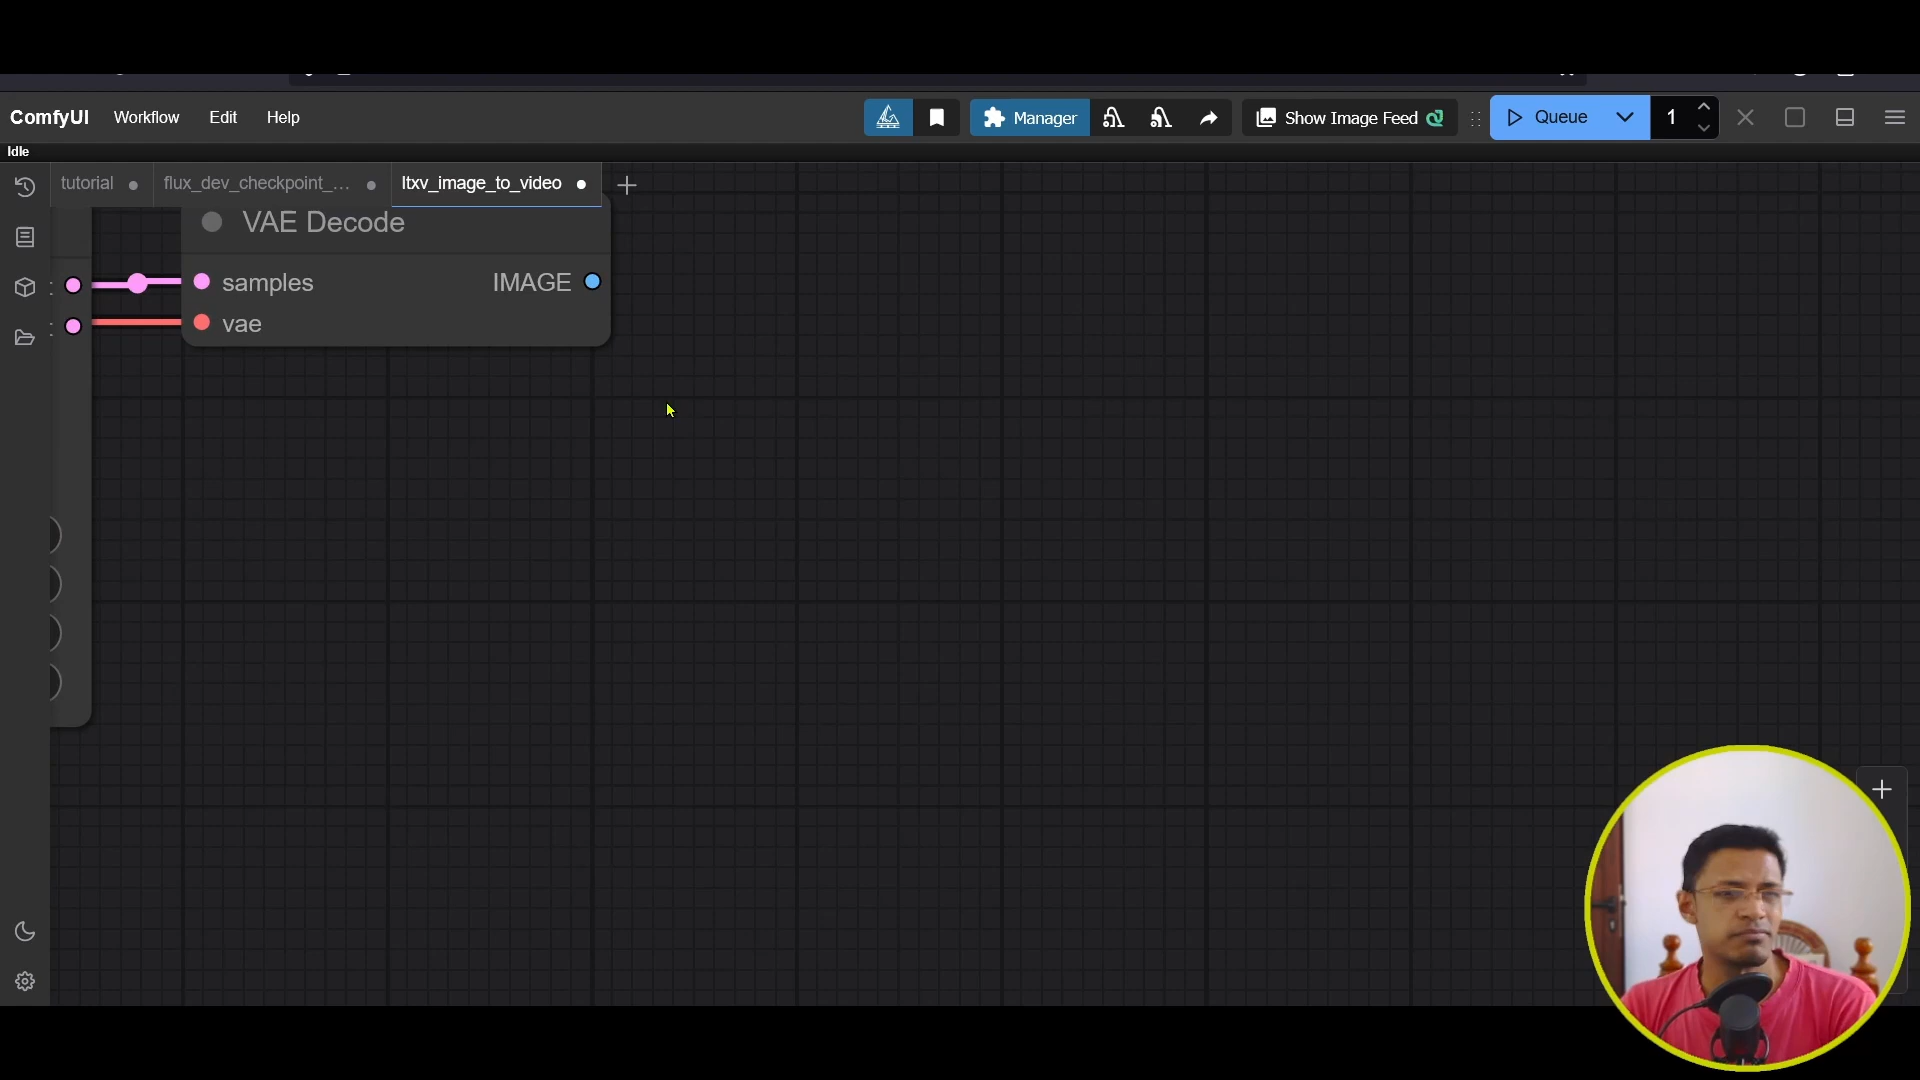 ComfyUI Workflow Edit Help Manager Show Image Feed Queue 1
Idle
tutorial flux_dev_checkpoint_... ltxv_image_to_video
VAE Decode
samples IMAGE
vae